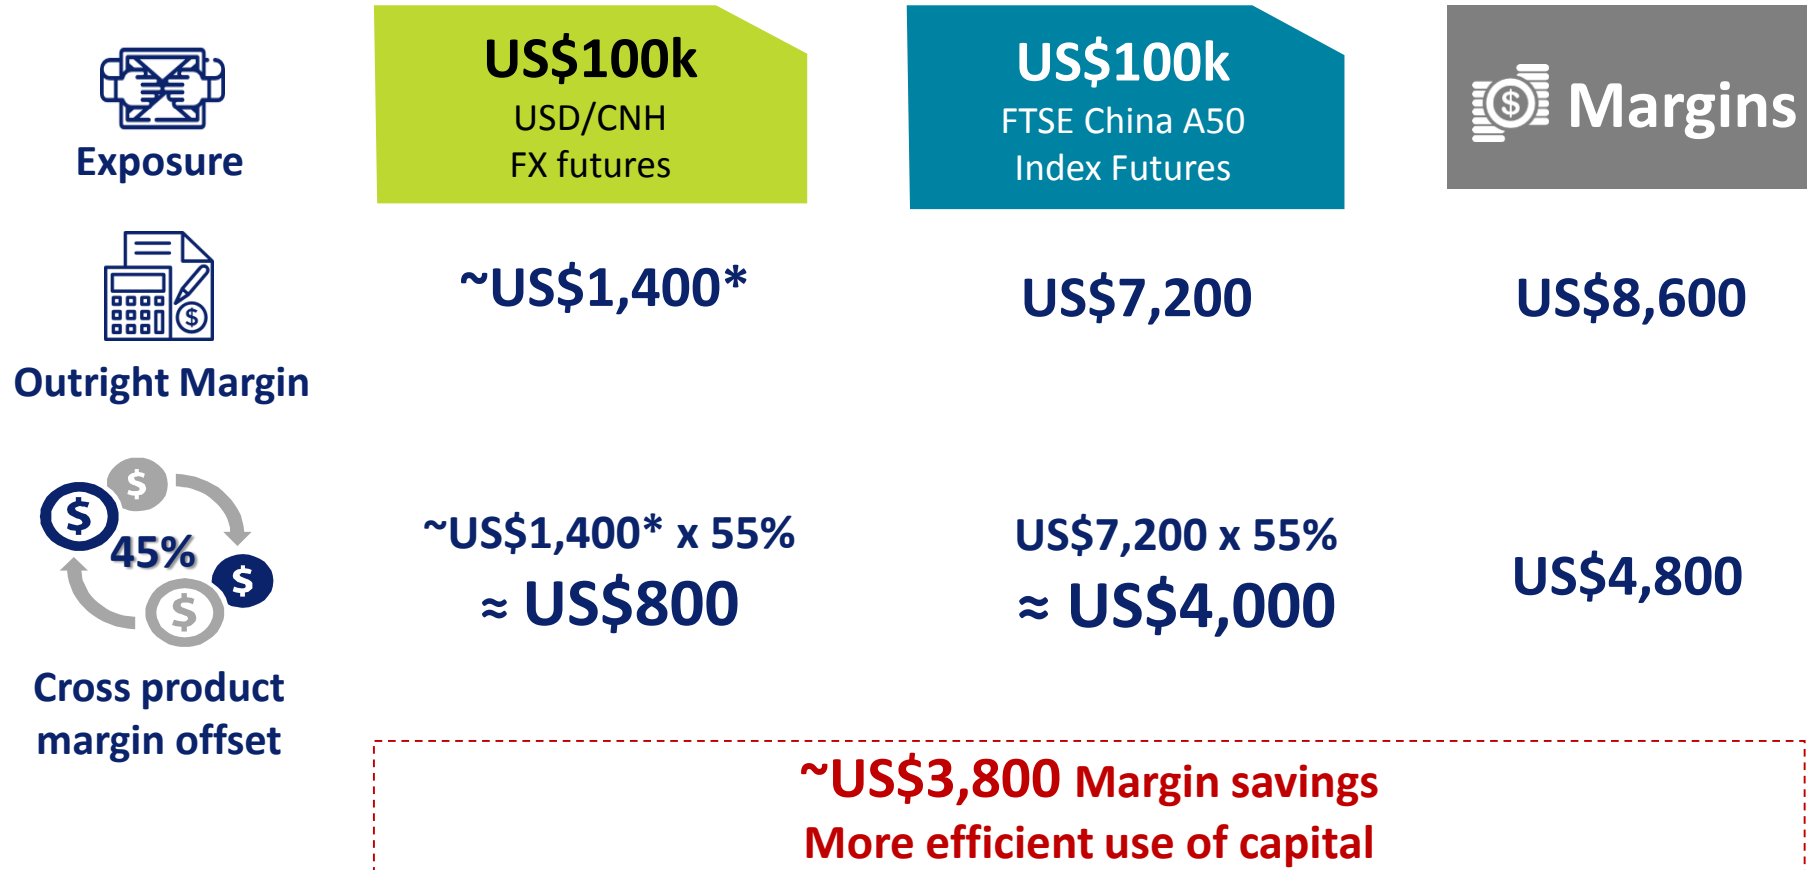 US$100k
USD/CNH
FX futures
US$100k
FTSE China A50
Index Futures
$
Margins
Exposure
$
~US$1,400*
US$7,200
US$8,600
Outright Margin
$
$
45%
$
$
~US$1,400* x 55%
≈ US$800
US$7,200 x 55%
≈ US$4,000
US$4,800
Cross product
margin offset
~US$3,800 Margin savings
More efficient use of capital